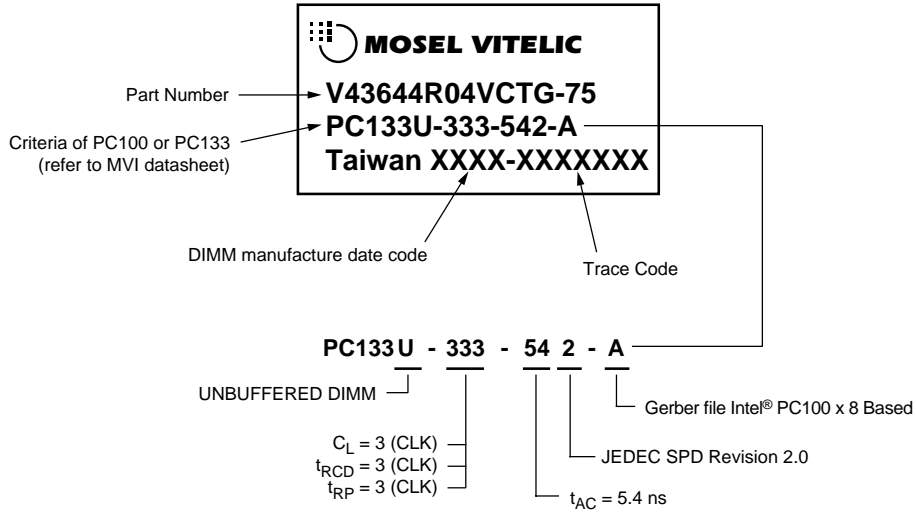 MOSEL VITELIC
Part Number
V43644R04VCTG-75
Criteria of PC100 or PC133
(refer to MVI datasheet)
PC133U-333-542-A
Taiwan XXXX-XXXXXXX
DIMM manufacture date code
Trace Code
PC133 U - 333 - 54 2 - A
UNBUFFERED DIMM
Gerber file Intel® PC100 x 8 Based
CL = 3 (CLK)
tRCD = 3 (CLK)
tRP = 3 (CLK)
JEDEC SPD Revision 2.0
tAC = 5.4 ns